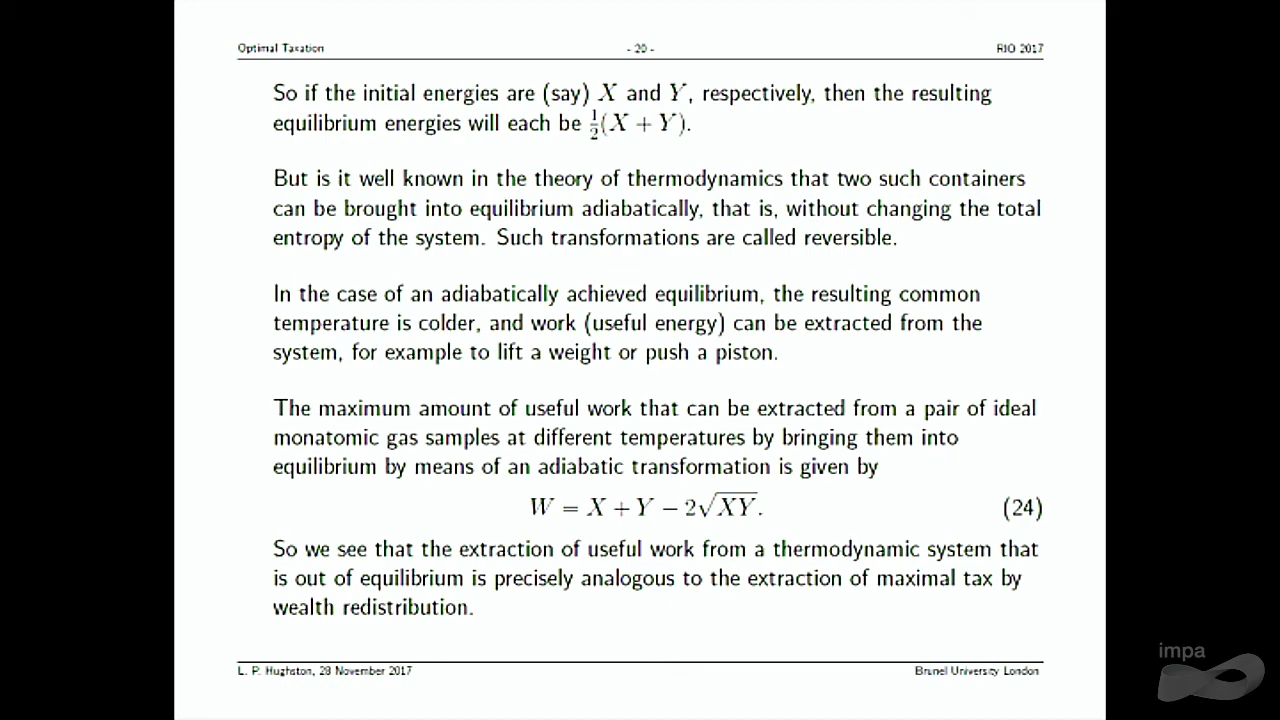 Optimal Taxation - 20 - RIO 2017
So if the initial energies are (say) X and Y, respectively, then the resulting
equilibrium energies will each be ½(X + Y).
But is it well known in the theory of thermodynamics that two such containers
can be brought into equilibrium adiabatically, that is, without changing the total
entropy of the system. Such transformations are called reversible.
In the case of an adiabatically achieved equilibrium, the resulting common
temperature is colder, and work (useful energy) can be extracted from the
system, for example to lift a weight or push a piston.
The maximum amount of useful work that can be extracted from a pair of ideal
monatomic gas samples at different temperatures by bringing them into
equilibrium by means of an adiabatic transformation is given by
W = X + Y − 2√XY. (24)
So we see that the extraction of useful work from a thermodynamic system that
is out of equilibrium is precisely analogous to the extraction of maximal tax by
wealth redistribution.
L. P. Hughston, 28 November 2017 Brunel University London
impa